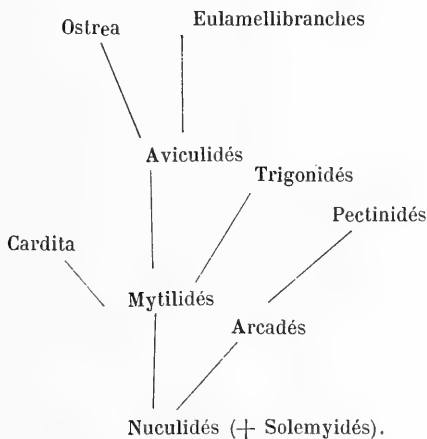 Ostrea
Eulamellibranches
Aviculidés
Trigonidés
Pectinidés
Cardita
Mytilidés
Arcadés
Nuculidés (+ Solemyidés).